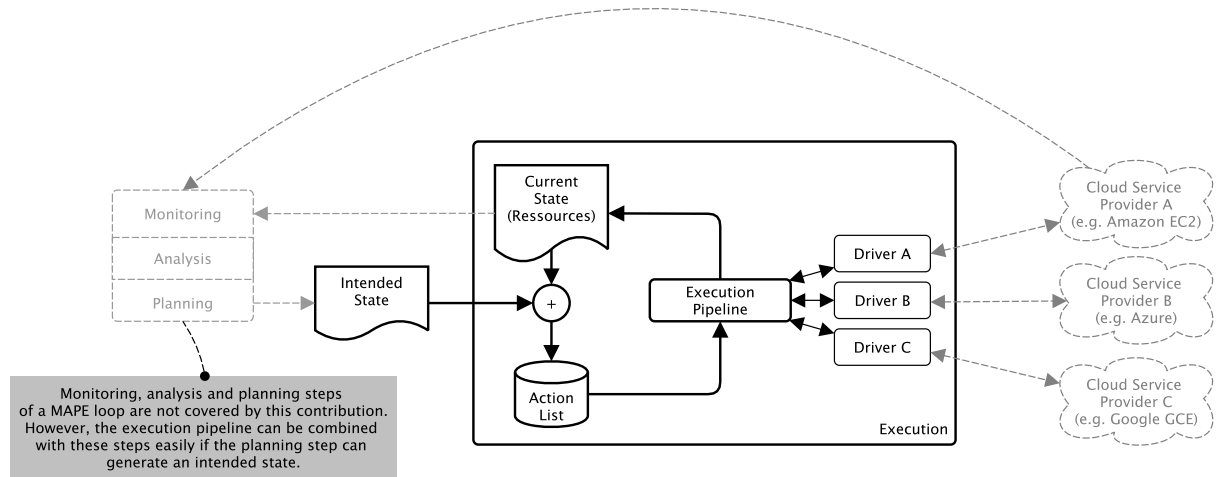 Monitoring
Analysis
Planning
Intended
State
Current
State
(Ressources)
+
Action
List
Execution
Pipeline
Driver A
Driver B
Driver C
Execution
Cloud Service
Provider A
(e.g. Amazon EC2)
Cloud Service
Provider B
(e.g. Azure)
Cloud Service
Provider C
(e.g. Google GCE)
Monitoring, analysis and planning steps
of a MAPE loop are not covered by this contribution.
However, the execution pipeline can be combined
with these steps easily if the planning step can
generate an intended state.